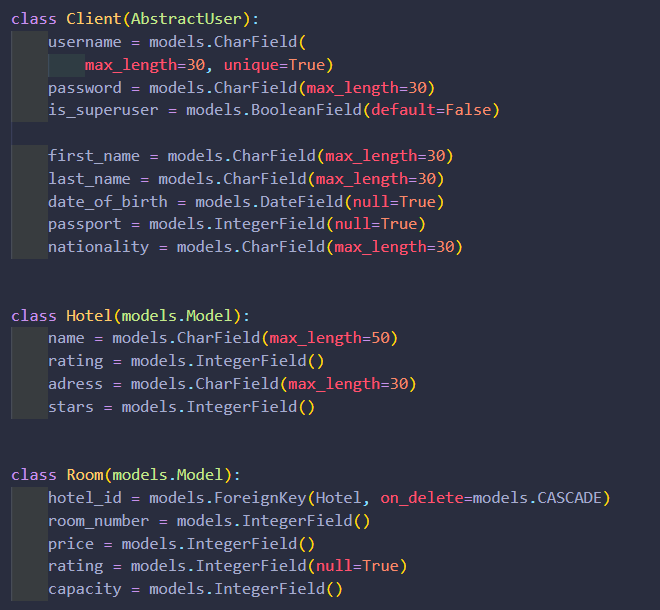 class Client(AbstractUser):
    username = models.CharField(
        max_length=30, unique=True)
    password = models.CharField(max_length=30)
    is_superuser = models.BooleanField(default=False)

    first_name = models.CharField(max_length=30)
    last_name = models.CharField(max_length=30)
    date_of_birth = models.DateField(null=True)
    passport = models.IntegerField(null=True)
    nationality = models.CharField(max_length=30)


class Hotel(models.Model):
    name = models.CharField(max_length=50)
    rating = models.IntegerField()
    adress = models.CharField(max_length=30)
    stars = models.IntegerField()


class Room(models.Model):
    hotel_id = models.ForeignKey(Hotel, on_delete=models.CASCADE)
    room_number = models.IntegerField()
    price = models.IntegerField()
    rating = models.IntegerField(null=True)
    capacity = models.IntegerField()